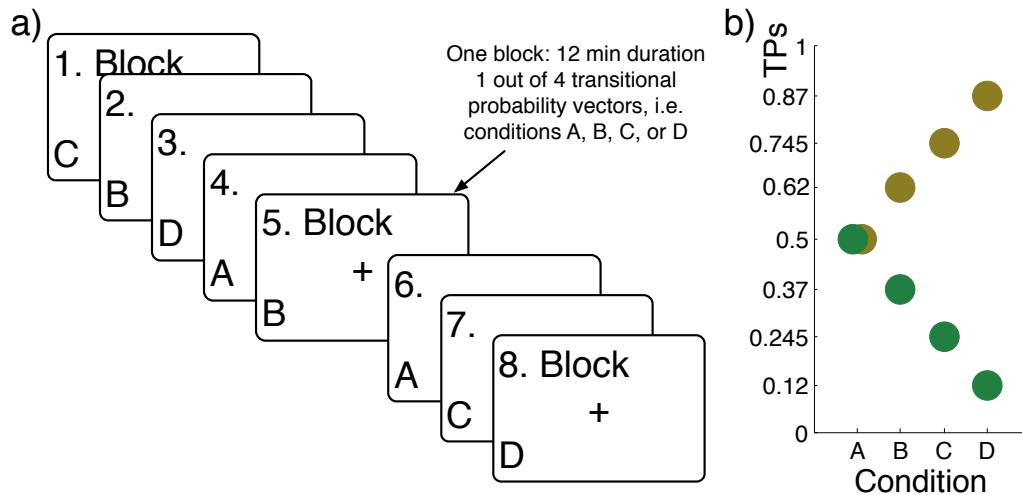 a)
1. Block
C
2.
B
3.
D
4.
A
5. Block
+
B
6.
A
7.
C
8. Block
+
D
One block: 12 min duration
1 out of 4 transitional
probability vectors, i.e.
conditions A, B, C, or D
b)
TPs
1
0.87
0.745
0.62
0.5
0.37
0.245
0.12
0
A B C D
Condition